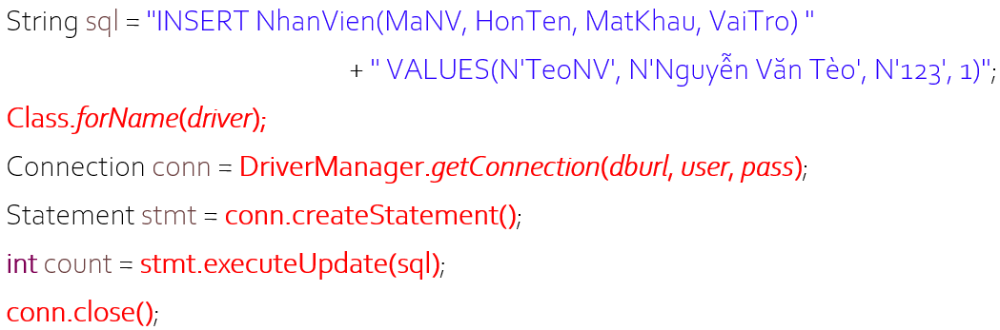 String sql = "INSERT NhanVien(MaNV, HonTen, MatKhau, VaiTro) "
+ " VALUES(N'TeoNV', N'Nguyễn Văn Tèo', N'123', 1)";
Class.forName(driver);
Connection conn = DriverManager.getConnection(dburl, user, pass);
Statement stmt = conn.createStatement();
int count = stmt.executeUpdate(sql);
conn.close();